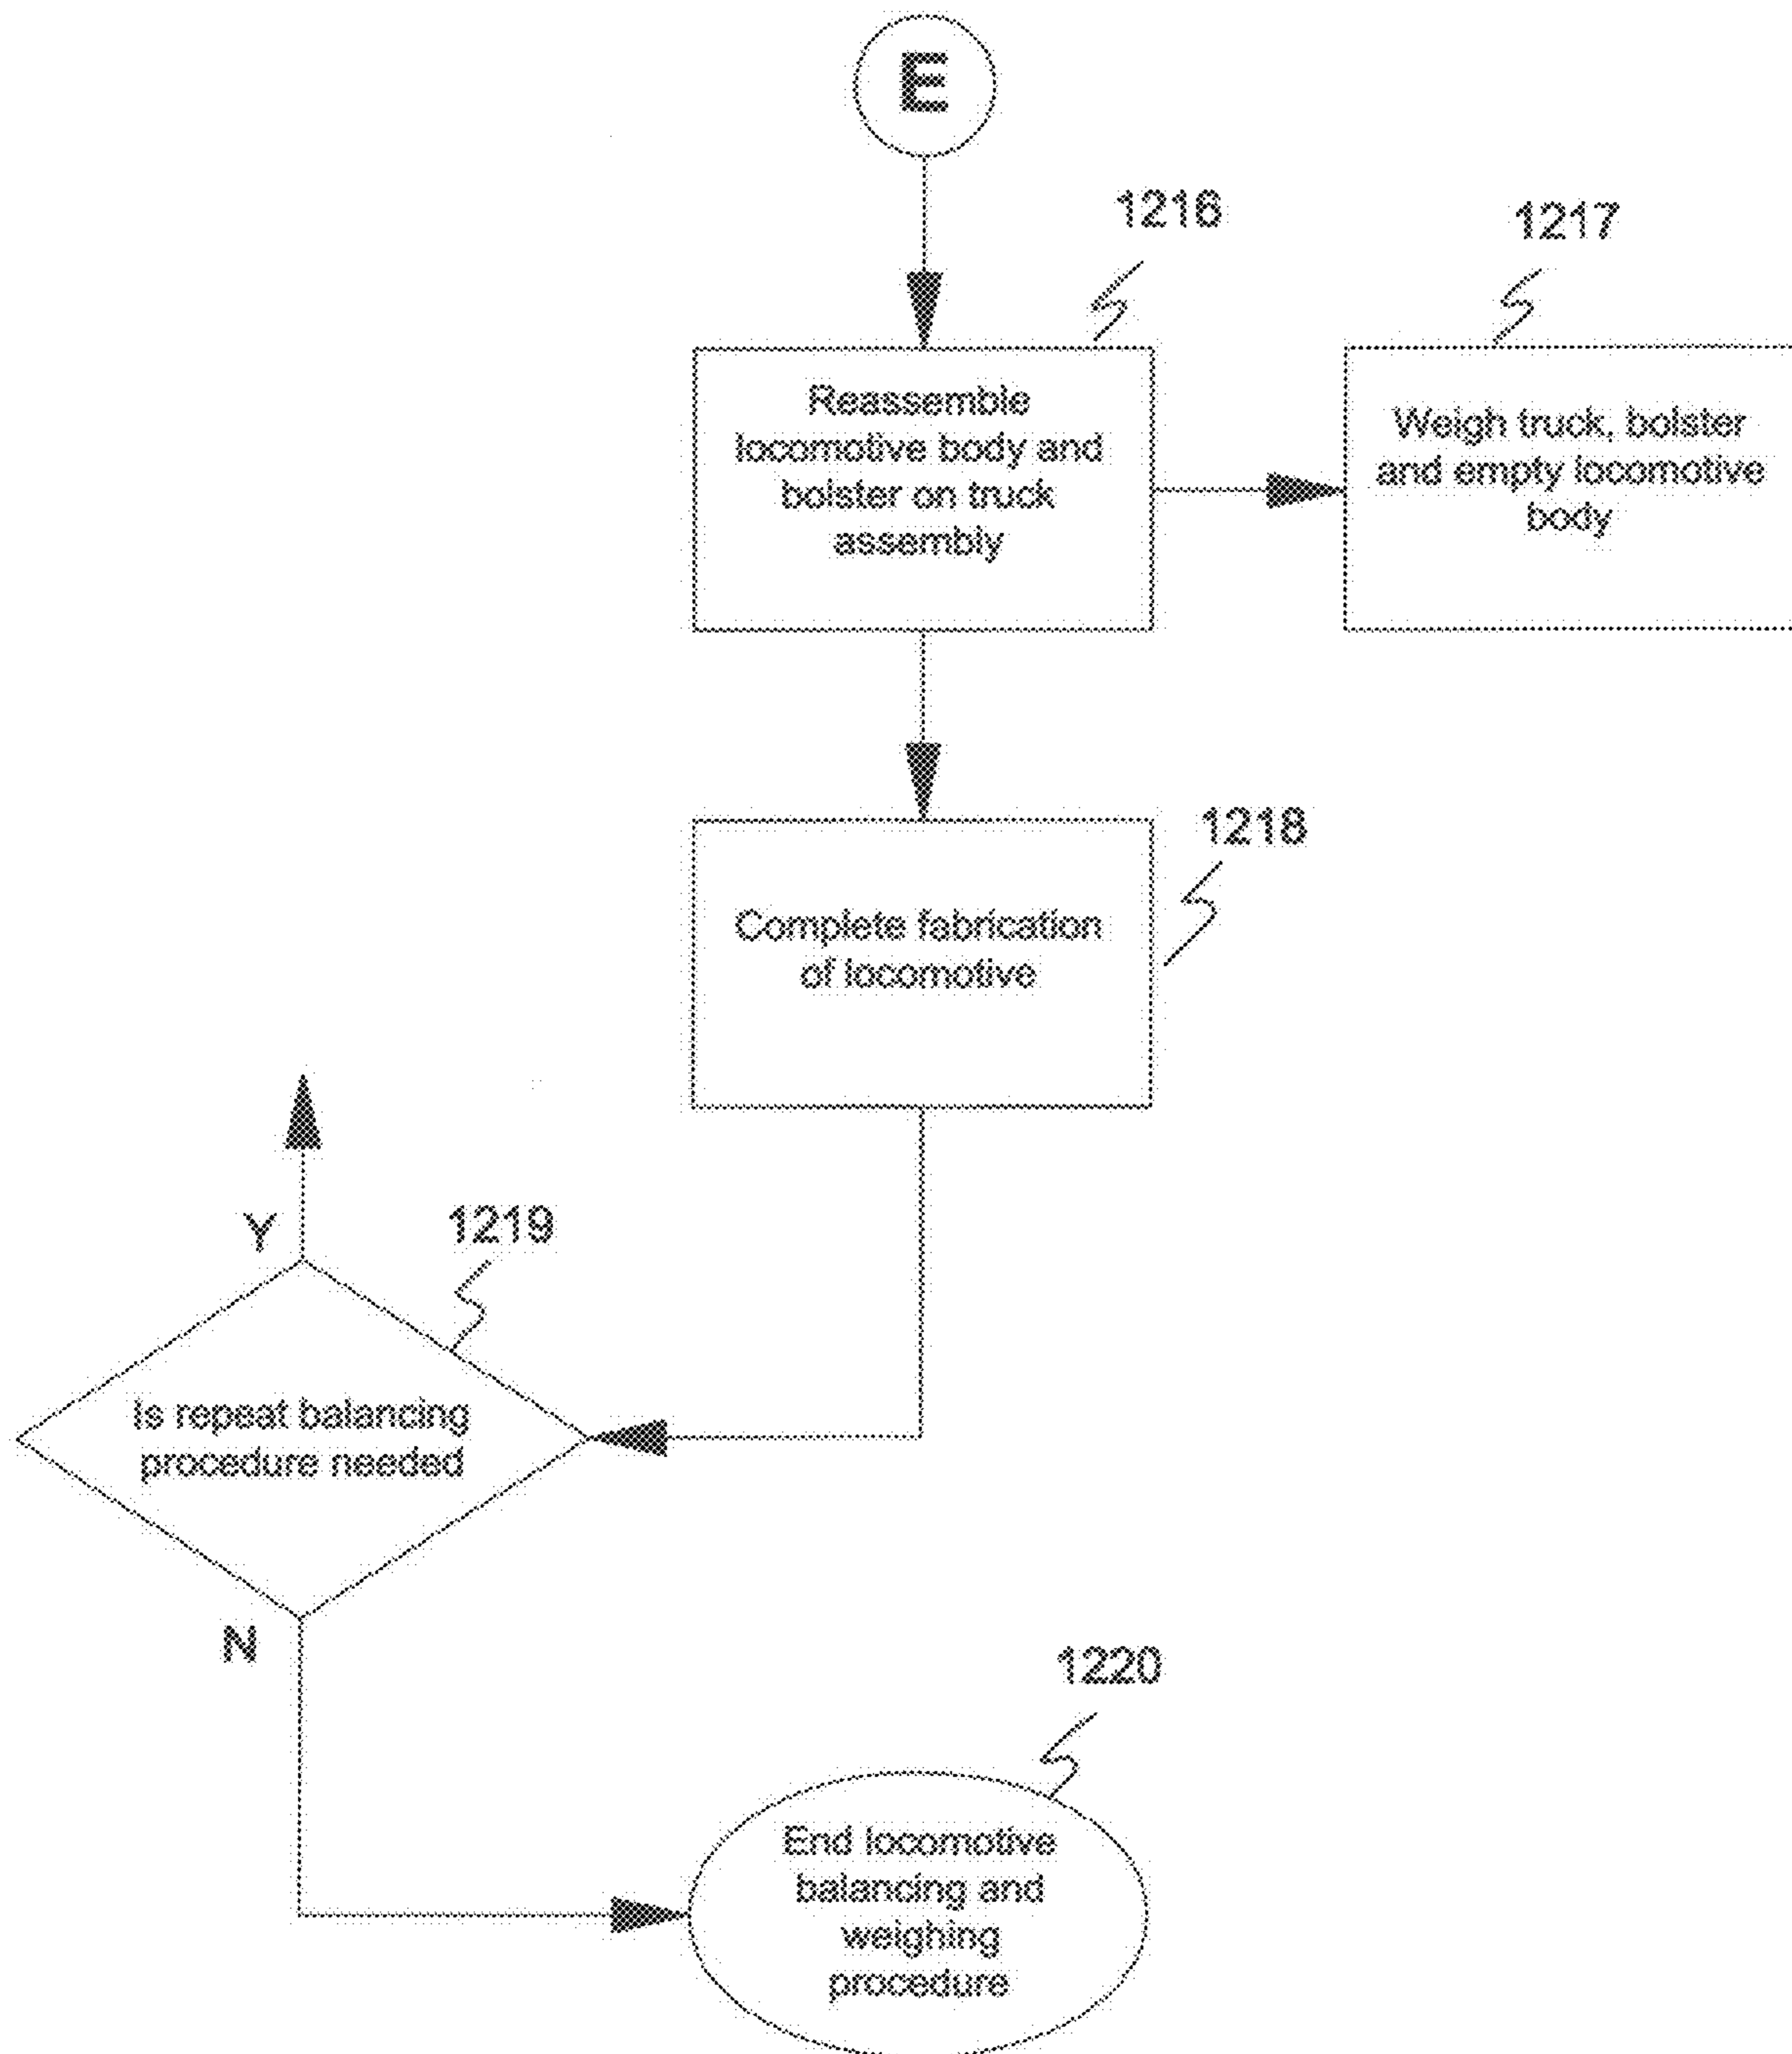 E
1216
Reassemble
locomotive body and
bolster on truck
assembly
1217
Weigh truck, bolster
and empty locomotive
body
1218
Complete fabrication
of locomotive
Y
1219
Is repeat balancing
procedure needed
N
1220
End locomotive
balancing and
weighing
procedure